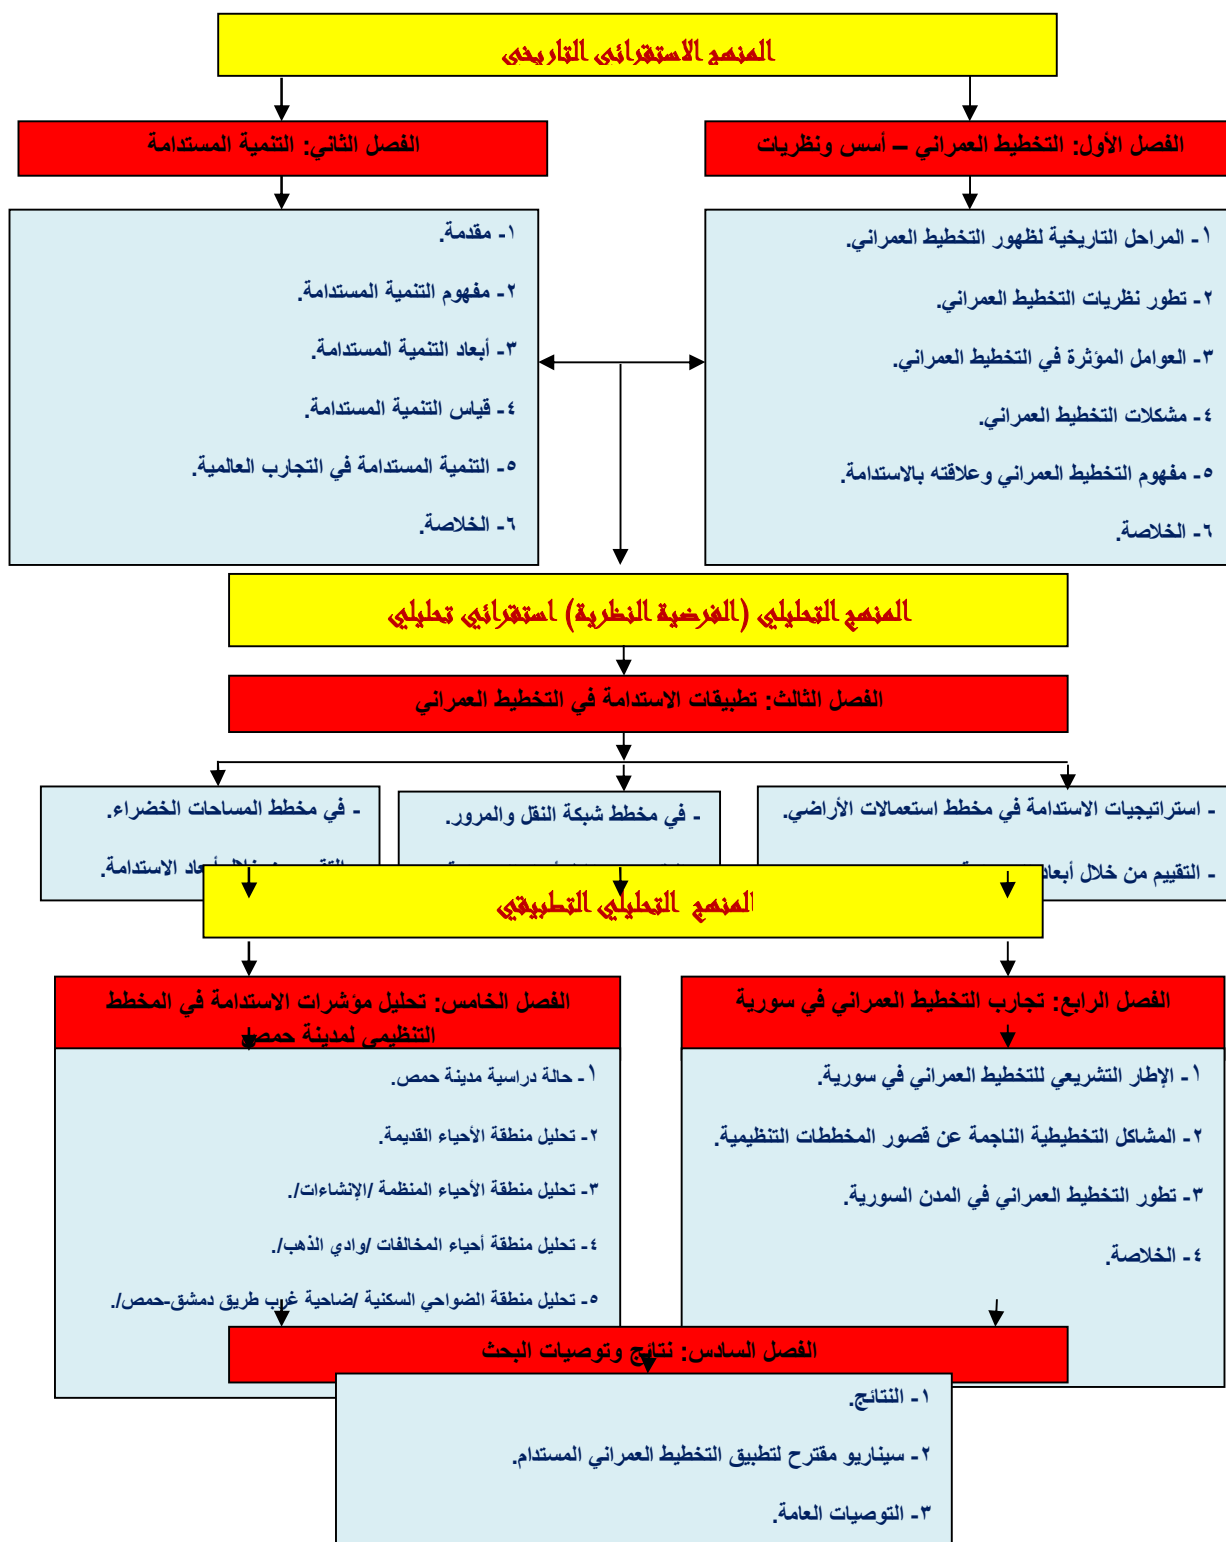 المنهج الاستقرائي التاريخي
الفصل الأول: التخطيط العمراني – أسس ونظريات
١- المراحل التاريخية لظهور التخطيط العمراني.
٢- تطور نظريات التخطيط العمراني.
٣- العوامل المؤثرة في التخطيط العمراني.
٤- مشكلات التخطيط العمراني.
٥- مفهوم التخطيط العمراني وعلاقته بالاستدامة.
٦- الخلاصة.
الفصل الثاني: التنمية المستدامة
١- مقدمة.
٢- مفهوم التنمية المستدامة.
٣- أبعاد التنمية المستدامة.
٤- قياس التنمية المستدامة.
٥- التنمية المستدامة في التجارب العالمية.
٦- الخلاصة.
المنهج التحليلي (الفرضية النظرية) استقرائي تحليلي
الفصل الثالث: تطبيقات الاستدامة في التخطيط العمراني
- استراتيجيات الاستدامة في مخطط استعمالات الأراضي.
- التقييم من خلال أبعاد
- في مخطط شبكة النقل والمرور.
- في مخطط المساحات الخضراء.
أبعاد الاستدامة.
المنهج التحليلي التطبيقي
الفصل الرابع: تجارب التخطيط العمراني في سورية
١- الإطار التشريعي للتخطيط العمراني في سورية.
٢- المشاكل التخطيطية الناجمة عن قصور المخططات التنظيمية.
٣- تطور التخطيط العمراني في المدن السورية.
٤- الخلاصة.
الفصل الخامس: تحليل مؤشرات الاستدامة في المخطط
التنظيمي لمدينة حمص
١- حالة دراسية مدينة حمص.
٢- تحليل منطقة الأحياء القديمة.
٣- تحليل منطقة الأحياء المنظمة /الإنشاءات/.
٤- تحليل منطقة أحياء المخالفات /وادي الذهب/.
٥- تحليل منطقة الضواحي السكنية /ضاحية غرب طريق دمشق-حمص/.
الفصل السادس: نتائج وتوصيات البحث
١- النتائج.
٢- سيناريو مقترح لتطبيق التخطيط العمراني المستدام.
٣- التوصيات العامة.